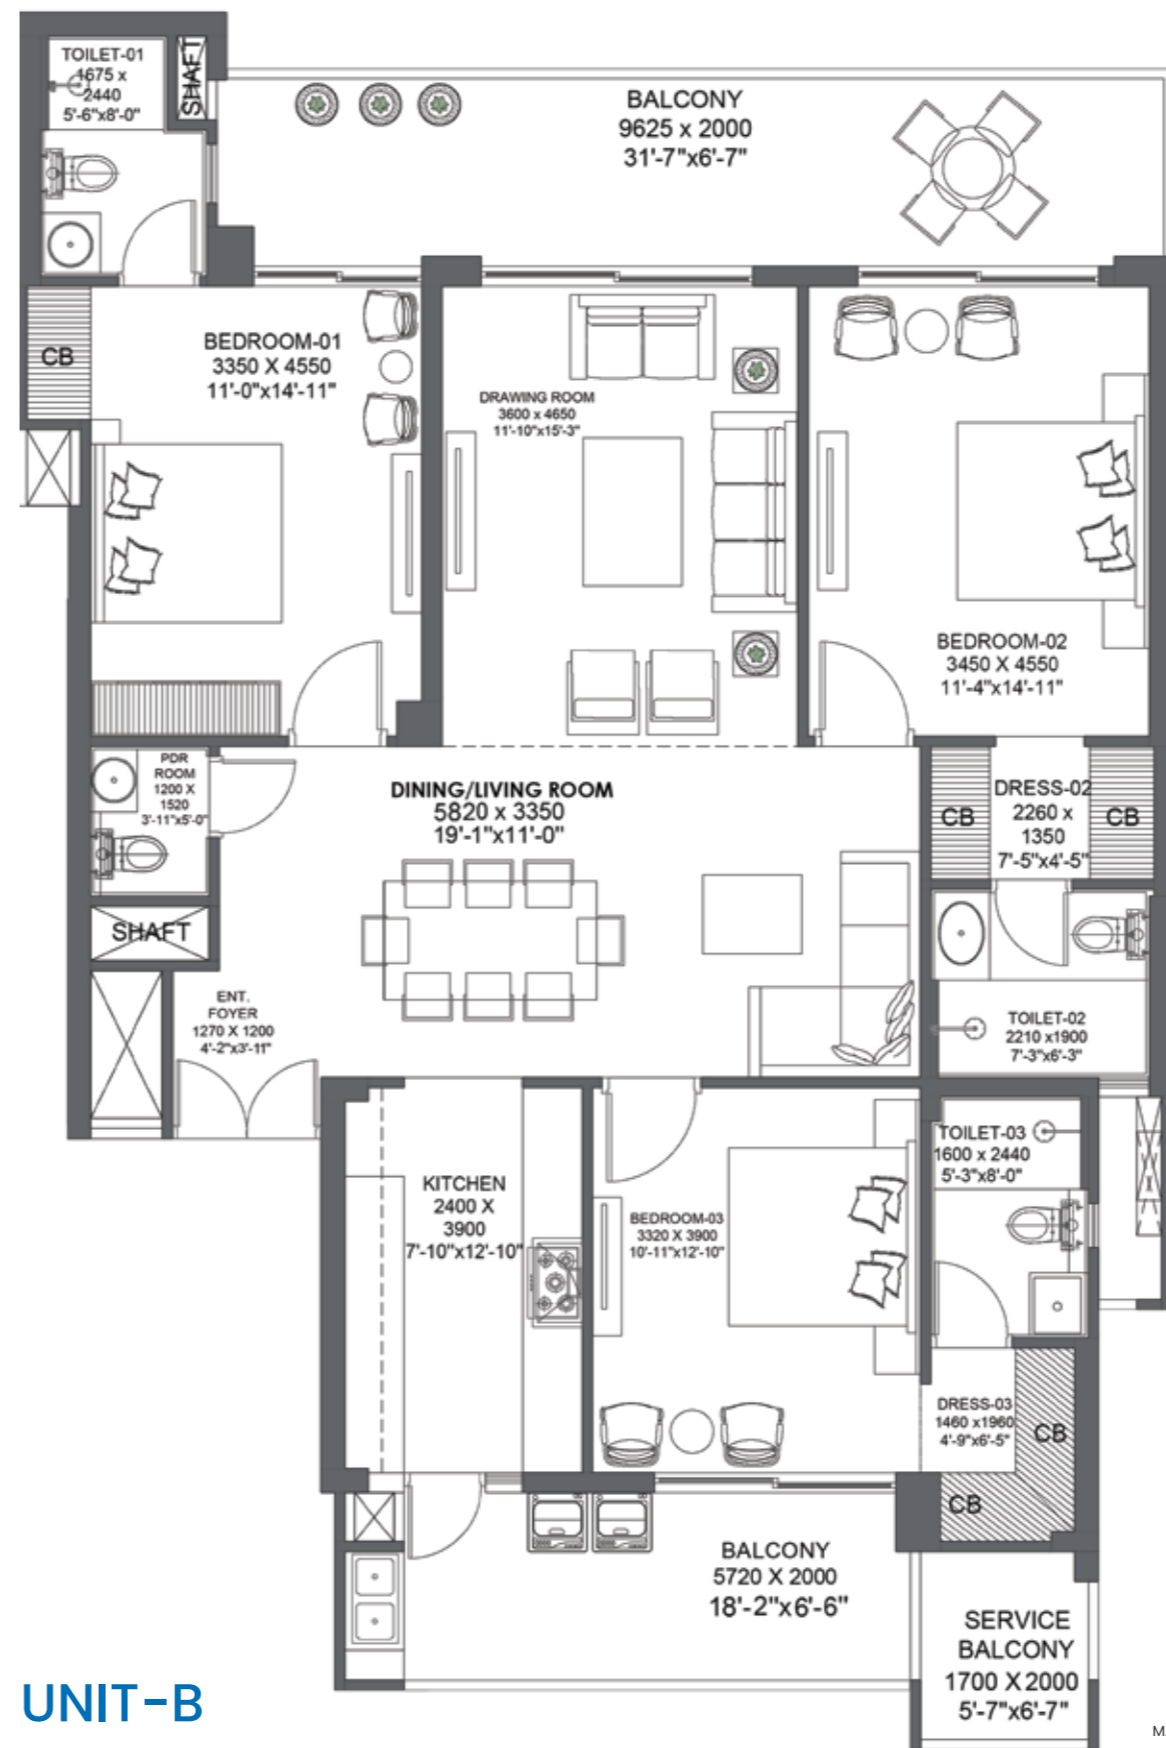 TOILET-01
4675 x
2440
5'-6"x8'-0"
SHAFT
BALCONY
9625 x 2000
31'-7"x6'-7"
CB
BEDROOM-01
3350 X 4550
11'-0"x14'-11"
DRAWING ROOM
3600 x 4650
11'-10"x15'-3"
BEDROOM-02
3450 X 4550
11'-4"x14'-11"
PDR
ROOM
1200 X
1520
3'-11"x5'-0"
DINING/LIVING ROOM
5820 x 3350
19'-1"x11'-0"
CB
DRESS-02
2260 x
1350
7'-5"x4'-5"
CB
SHAFT
ENT.
FOYER
1270 X 1200
4'-2"x3'-11"
TOILET-02
2210 x1900
7'-3"x6'-3"
KITCHEN
2400 X
3900
7'-10"x12'-10"
BEDROOM-03
3320 X 3900
10'-11"x12'-10"
TOILET-03
1600 x 2440
5'-3"x8'-0"
DRESS-03
1460 x1960
4'-9"x6'-5"
CB
CB
BALCONY
5720 X 2000
18'-2"x6'-6"
SERVICE
BALCONY
1700 X 2000
5'-7"x6'-7"
UNIT-B